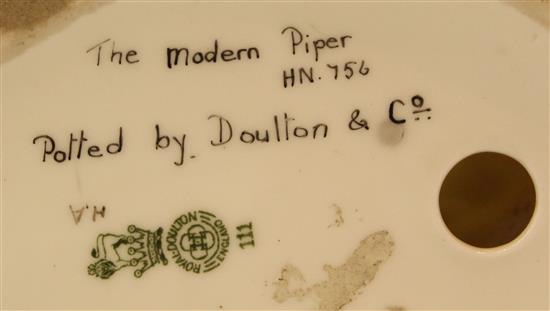 The modern Piper
HN. 756
Potted by Doulton & Co
H.A
ROYAL DOULTON
ENGLAND
111